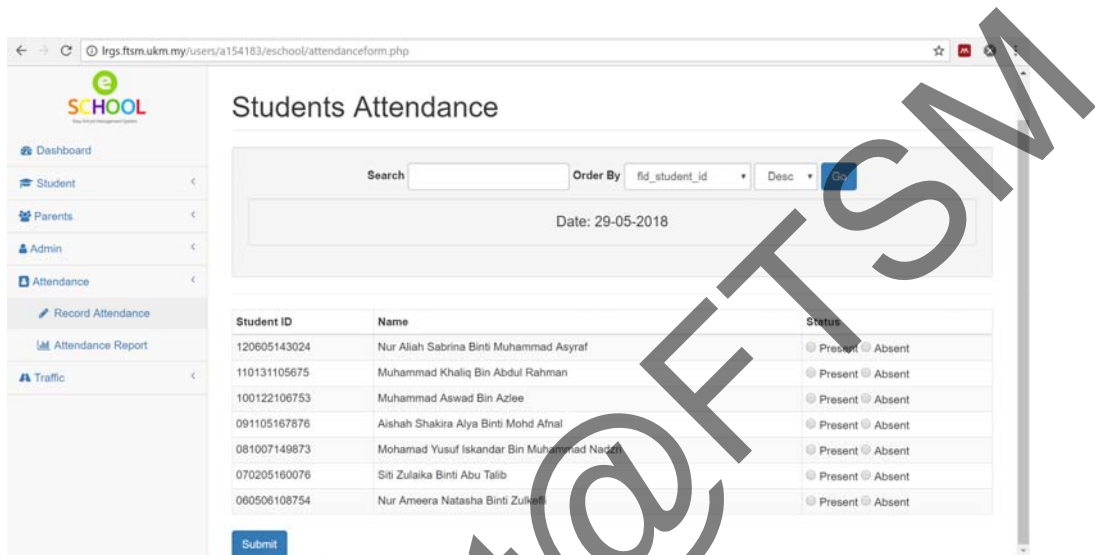 lrgs.ftsm.ukm.my/users/a154183/eschool/attendanceform.php
e
SCHOOL
Dashboard
Student
Parents
Admin
Attendance
Record Attendance
Attendance Report
Traffic
Students Attendance
Search Order By fld_student_id Desc Go
Date: 29-05-2018
Student ID Name Status
120605143024 Nur Aliah Sabrina Binti Muhammad Asyraf Present Absent
110131105675 Muhammad Khaliq Bin Abdul Rahman Present Absent
100122106753 Muhammad Aswad Bin Azlee Present Absent
091105167876 Aishah Shakira Alya Binti Mohd Afnal Present Absent
081007149873 Mohamad Yusuf Iskandar Bin Muhammad Nadzri Present Absent
070205160076 Siti Zulaika Binti Abu Talib Present Absent
060506108754 Nur Ameera Natasha Binti Zulkefli Present Absent
Submit
@FTSM